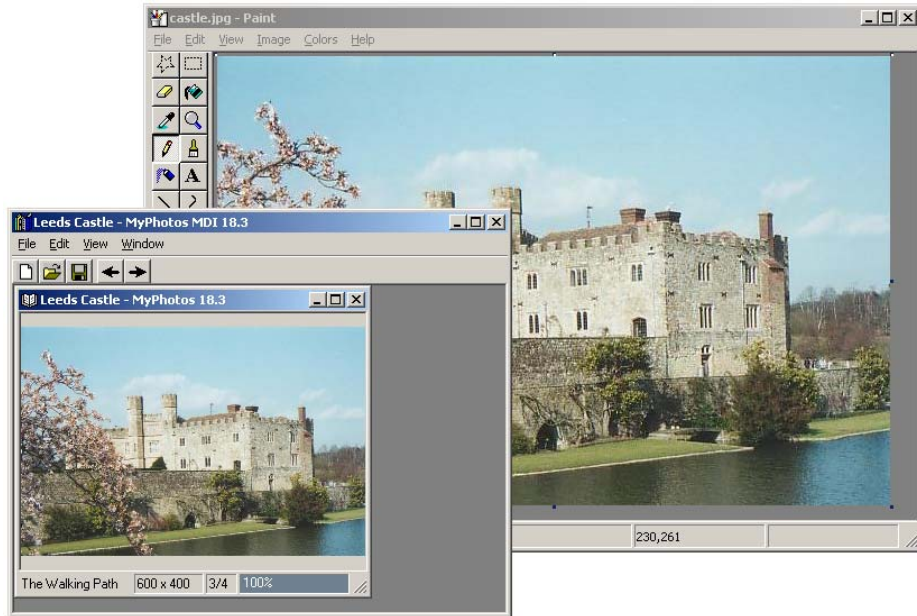 castle.jpg - Paint
File Edit View Image Colors Help
A
Leeds Castle - MyPhotos MDI 18.3
File Edit View Window
Leeds Castle - MyPhotos 18.3
The Walking Path 600 x 400 3/4 100%
230,261